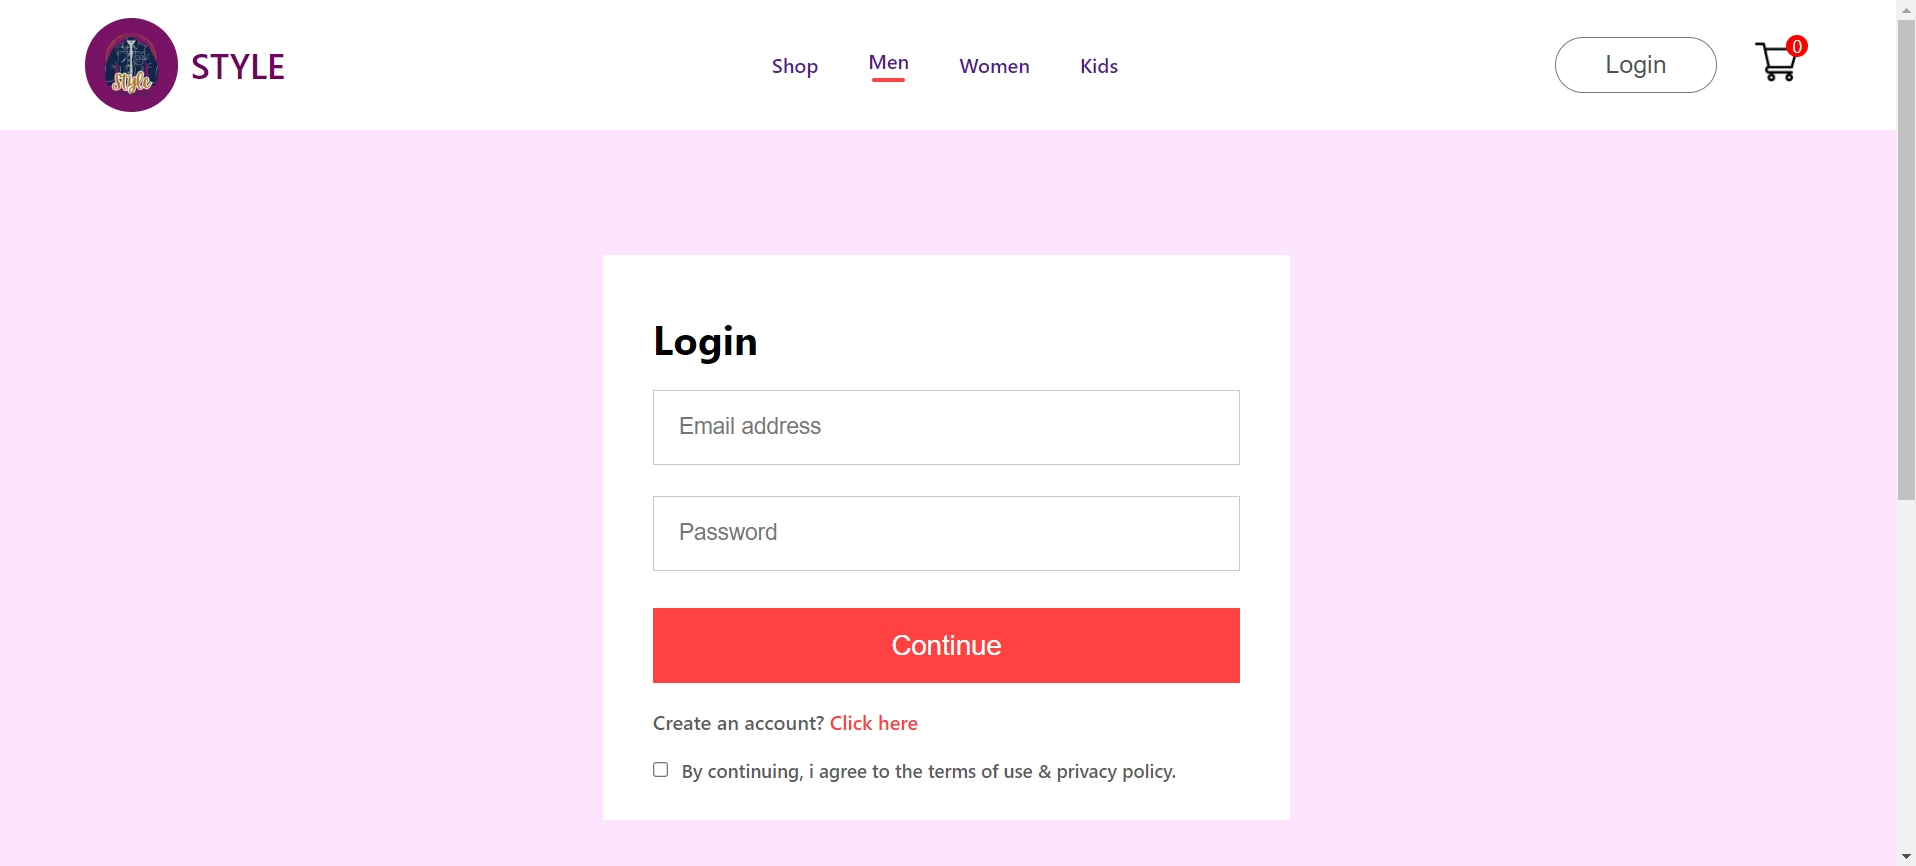 Style
STYLE
Shop
Men
Women
Kids
Login
0
Login
Email address
Password
Continue
Create an account? Click here
By continuing, i agree to the terms of use & privacy policy.